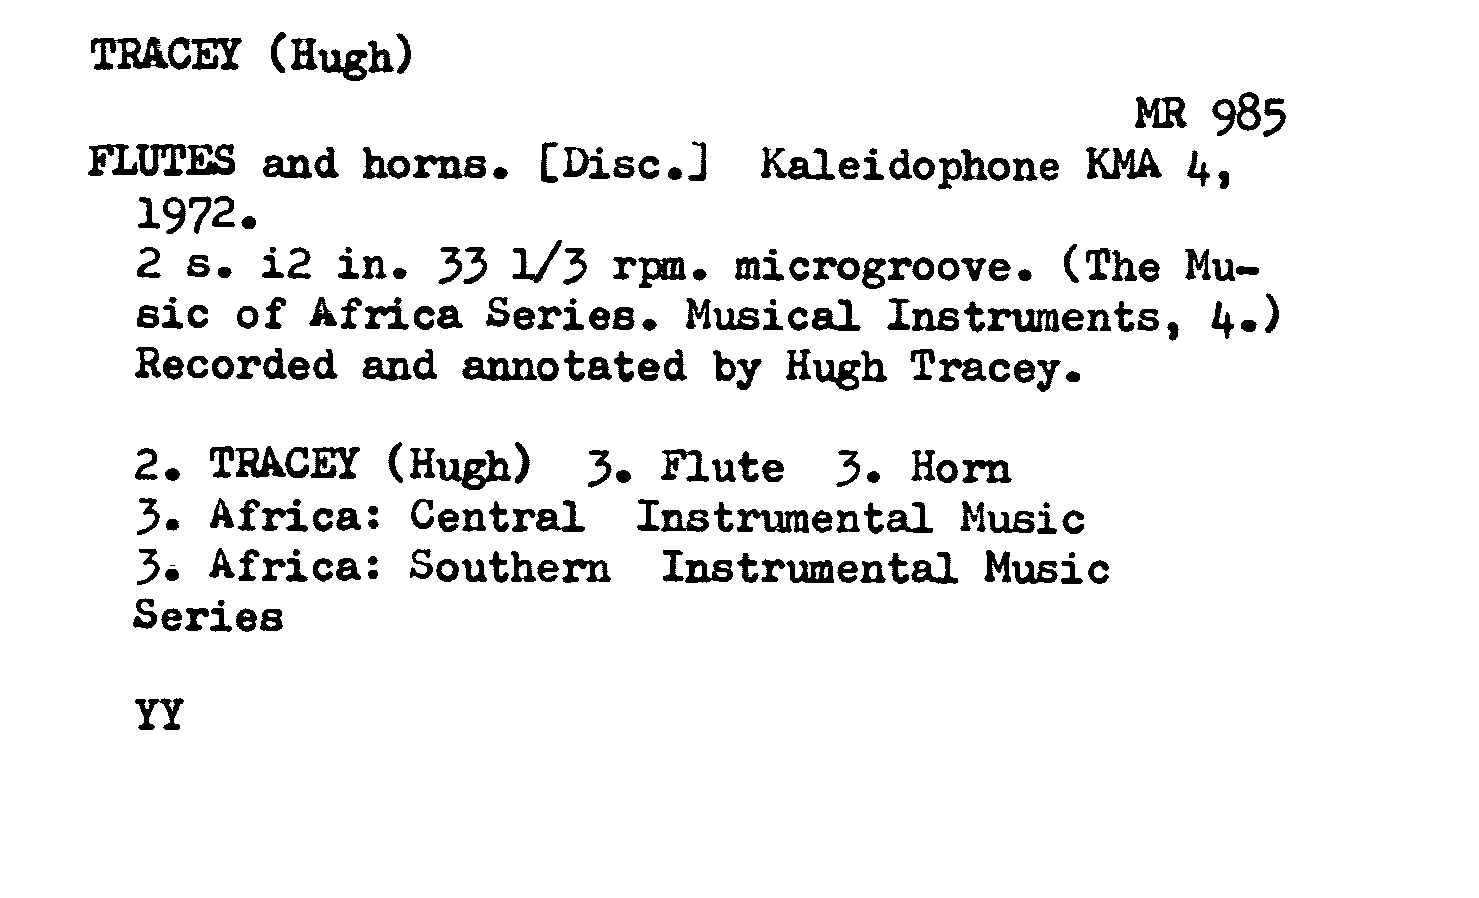 TRACEY (Hugh)
MR 985
FLUTES and horns. [Disc.] Kaleidophone KMA 4,
1972.
2 s. i2 in. 33 1/3 rpm. microgroove. (The Mu-
sic of Africa Series. Musical Instruments, 4.)
Recorded and annotated by Hugh Tracey.
2. TRACEY (Hugh) 3. Flute 3. Horn
3. Africa: Central Instrumental Music
3. Africa: Southern Instrumental Music
Series
YY